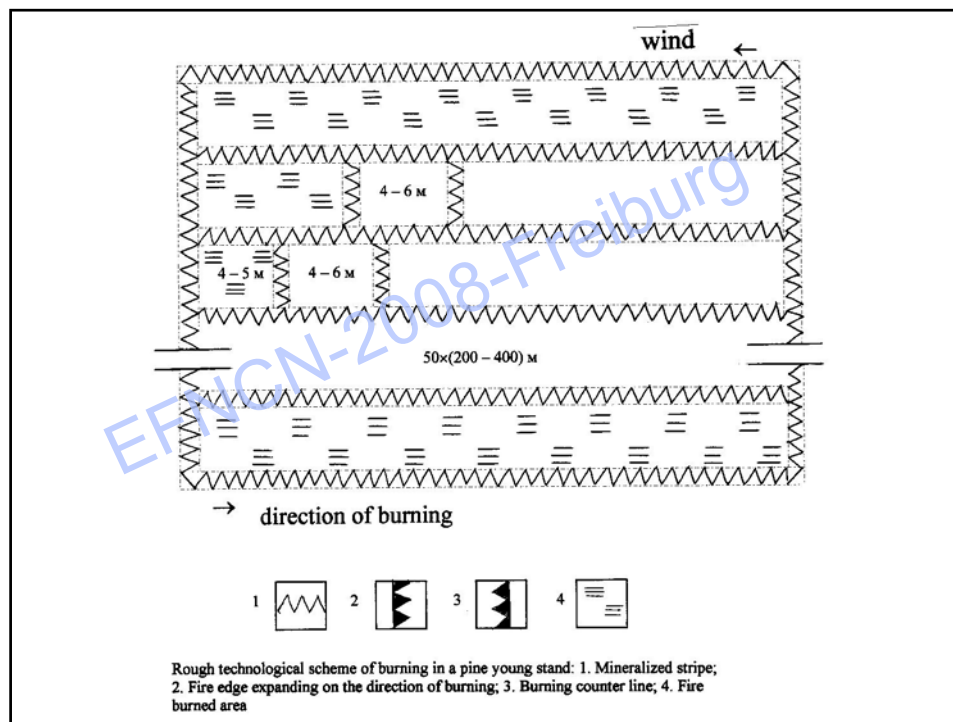 wind
←
4 – 6 м
4 – 5 м
4 – 6 м
50×(200 – 400) м
EFNCN-2008-Freiburg
→
direction of burning
1 2 3 4
Rough technological scheme of burning in a pine young stand: 1. Mineralized stripe;
2. Fire edge expanding on the direction of burning; 3. Burning counter line; 4. Fire
burned area